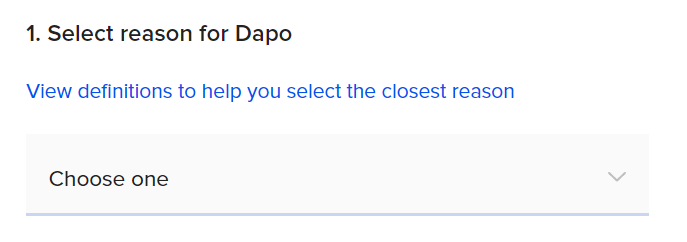 1. Select reason for Dapo
View definitions to help you select the closest reason
Choose one